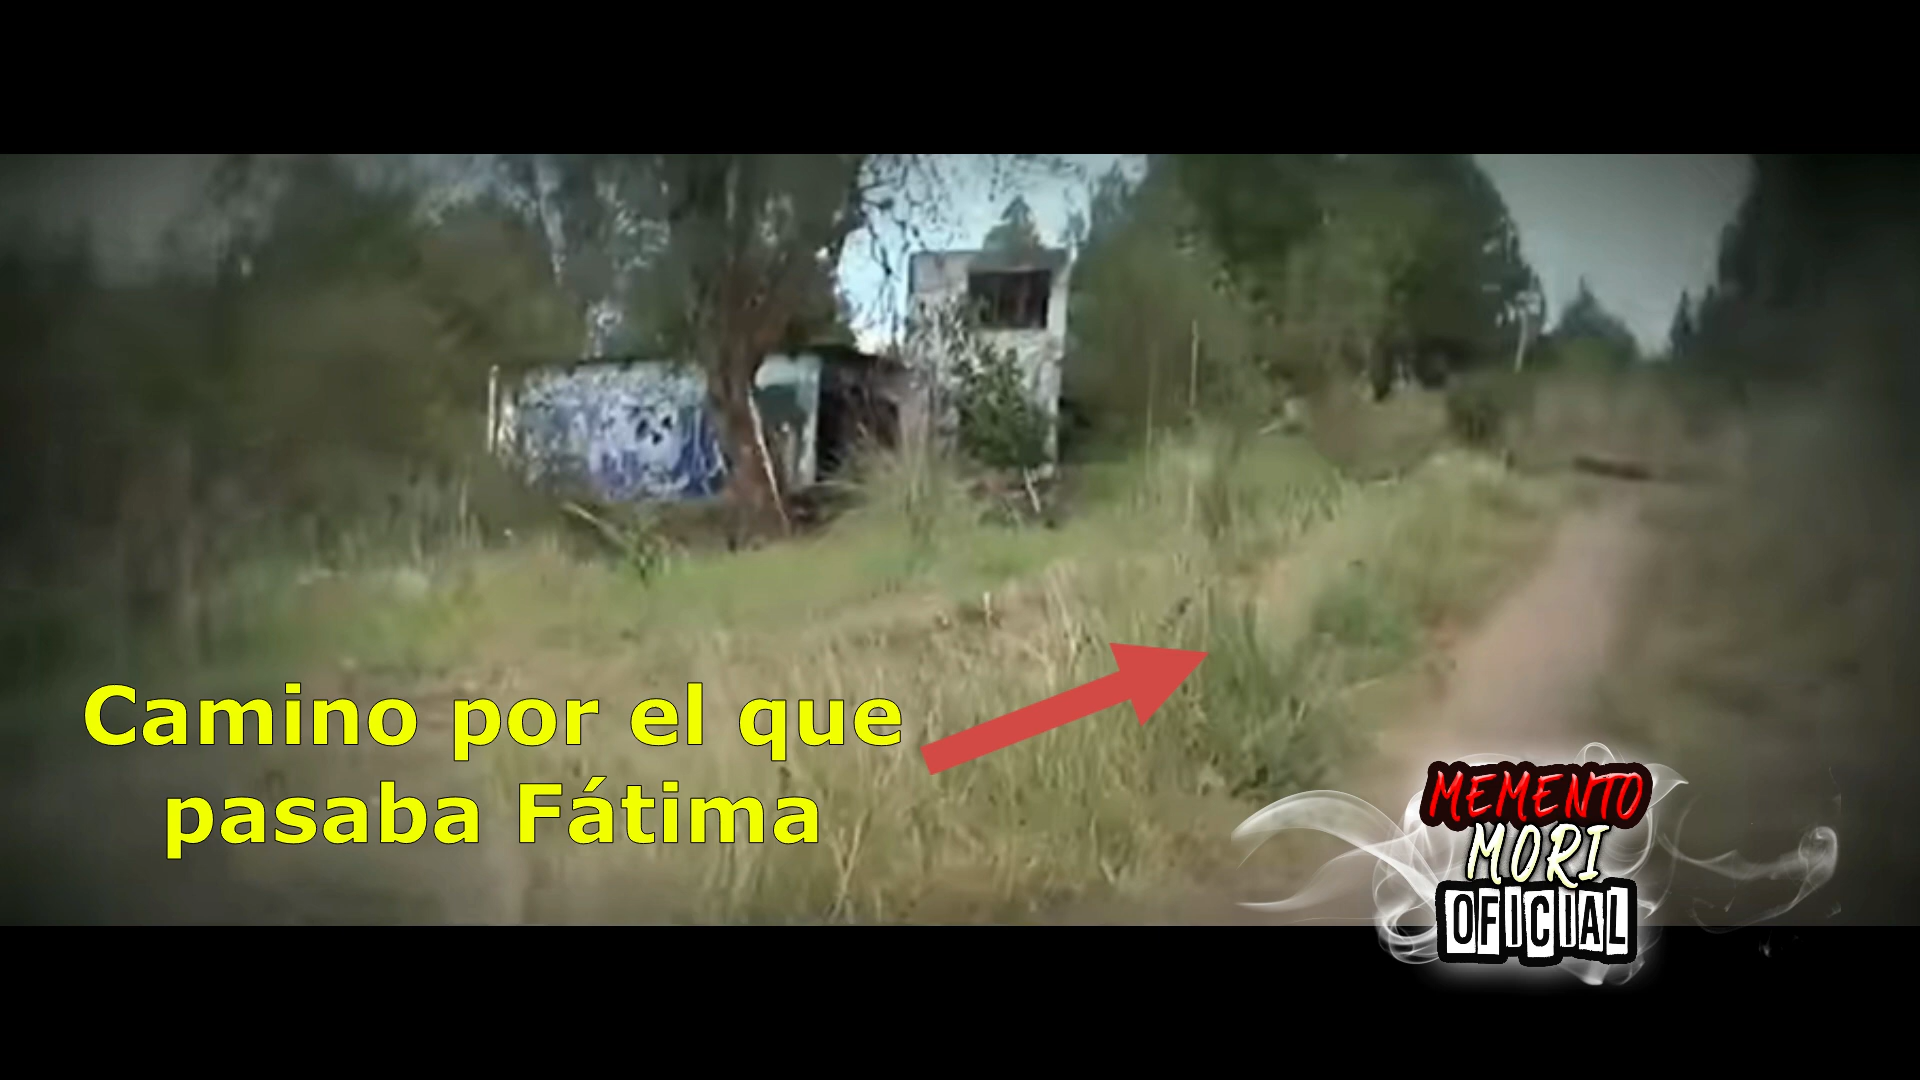 Camino por el que
pasaba Fátima
MEMENTO
MORI
OFICIAL